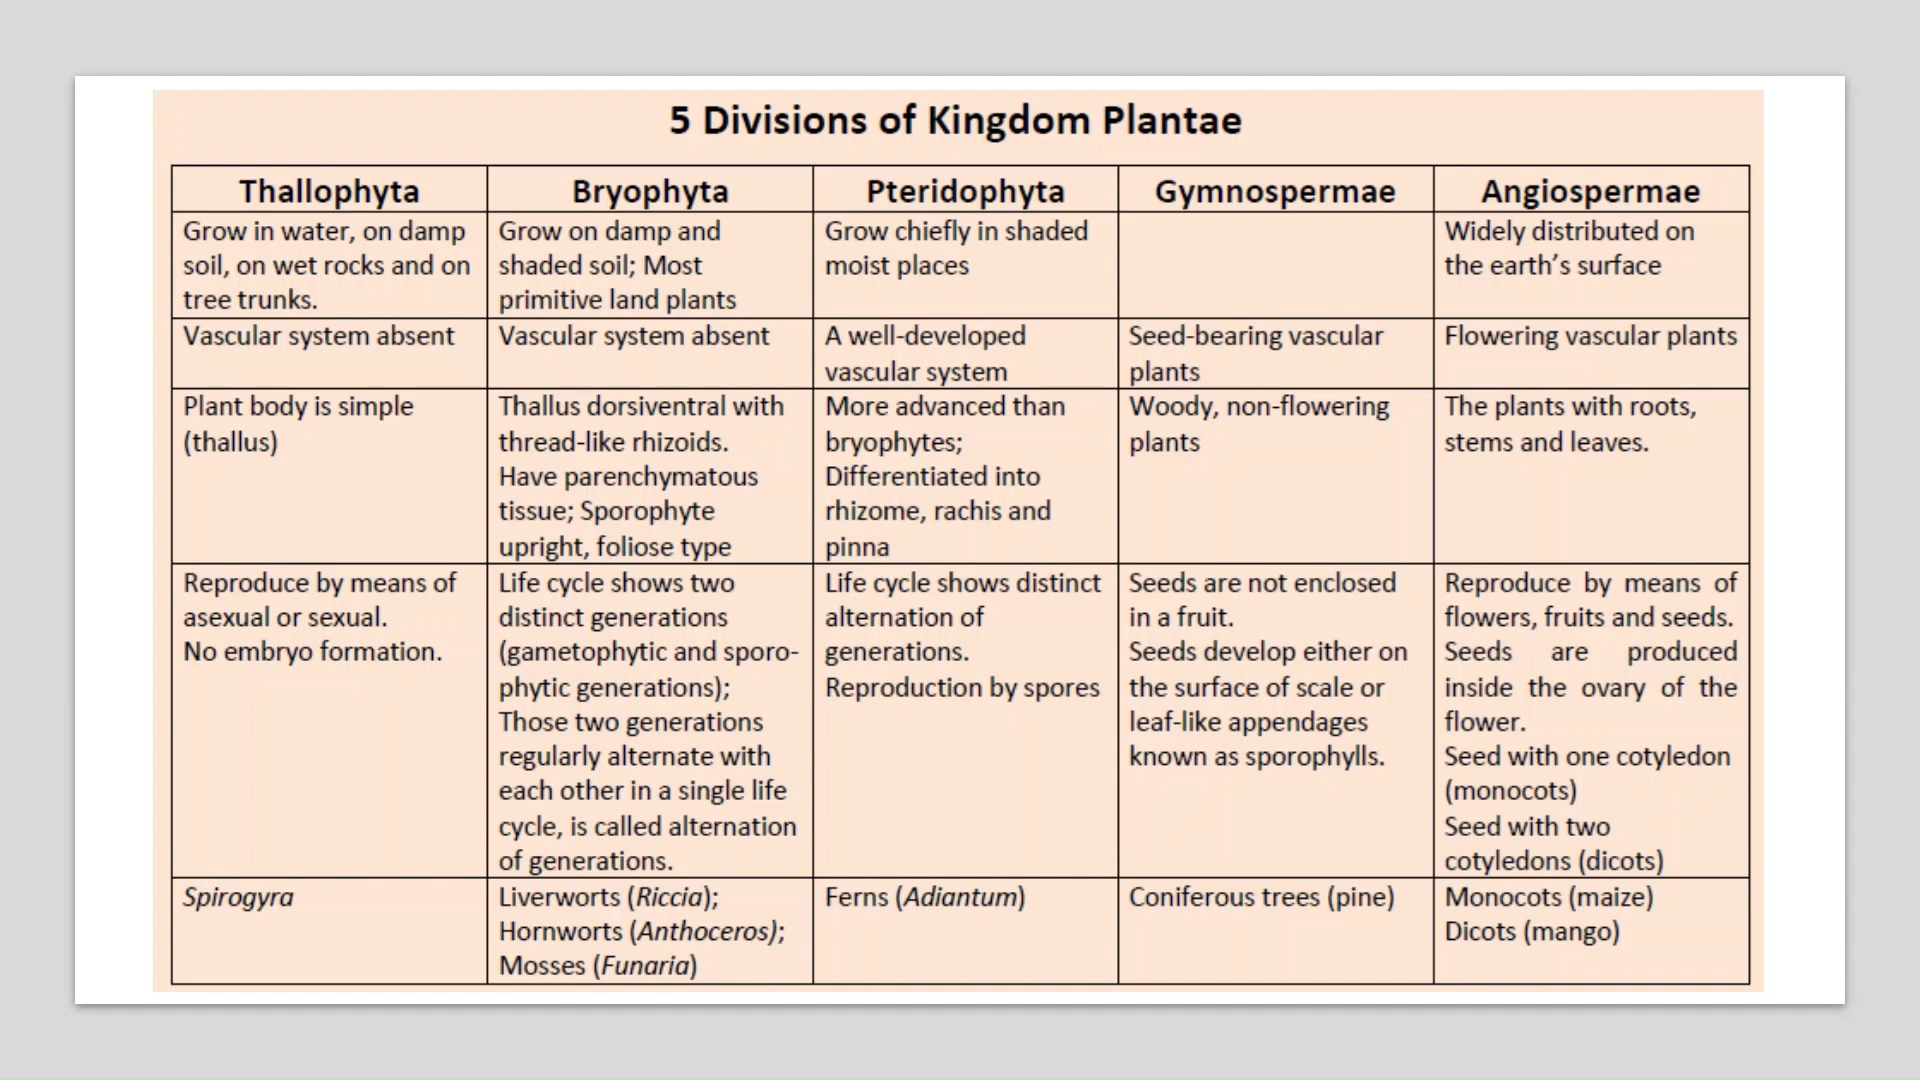 5 Divisions of Kingdom Plantae
Thallophyta
Bryophyta
Pteridophyta
Gymnospermae
Angiospermae
Grow in water, on damp
soil, on wet rocks and on
tree trunks.
Grow on damp and
shaded soil; Most
primitive land plants
Grow chiefly in shaded
moist places
Widely distributed on
the earth’s surface
Vascular system absent
Vascular system absent
A well-developed
vascular system
Seed-bearing vascular
plants
Flowering vascular plants
Plant body is simple
(thallus)
Thallus dorsiventral with
thread-like rhizoids.
Have parenchymatous
tissue; Sporophyte
upright, foliose type
More advanced than
bryophytes;
Differentiated into
rhizome, rachis and
pinna
Woody, non-flowering
plants
The plants with roots,
stems and leaves.
Reproduce by means of
asexual or sexual.
No embryo formation.
Life cycle shows two
distinct generations
(gametophytic and sporo-
phytic generations);
Those two generations
regularly alternate with
each other in a single life
cycle, is called alternation
of generations.
Life cycle shows distinct
alternation of
generations.
Reproduction by spores
Seeds are not enclosed
in a fruit.
Seeds develop either on
the surface of scale or
leaf-like appendages
known as sporophylls.
Reproduce by means of
flowers, fruits and seeds.
Seeds are produced
inside the ovary of the
flower.
Seed with one cotyledon
(monocots)
Seed with two
cotyledons (dicots)
Spirogyra
Liverworts (Riccia);
Hornworts (Anthoceros);
Mosses (Funaria)
Ferns (Adiantum)
Coniferous trees (pine)
Monocots (maize)
Dicots (mango)